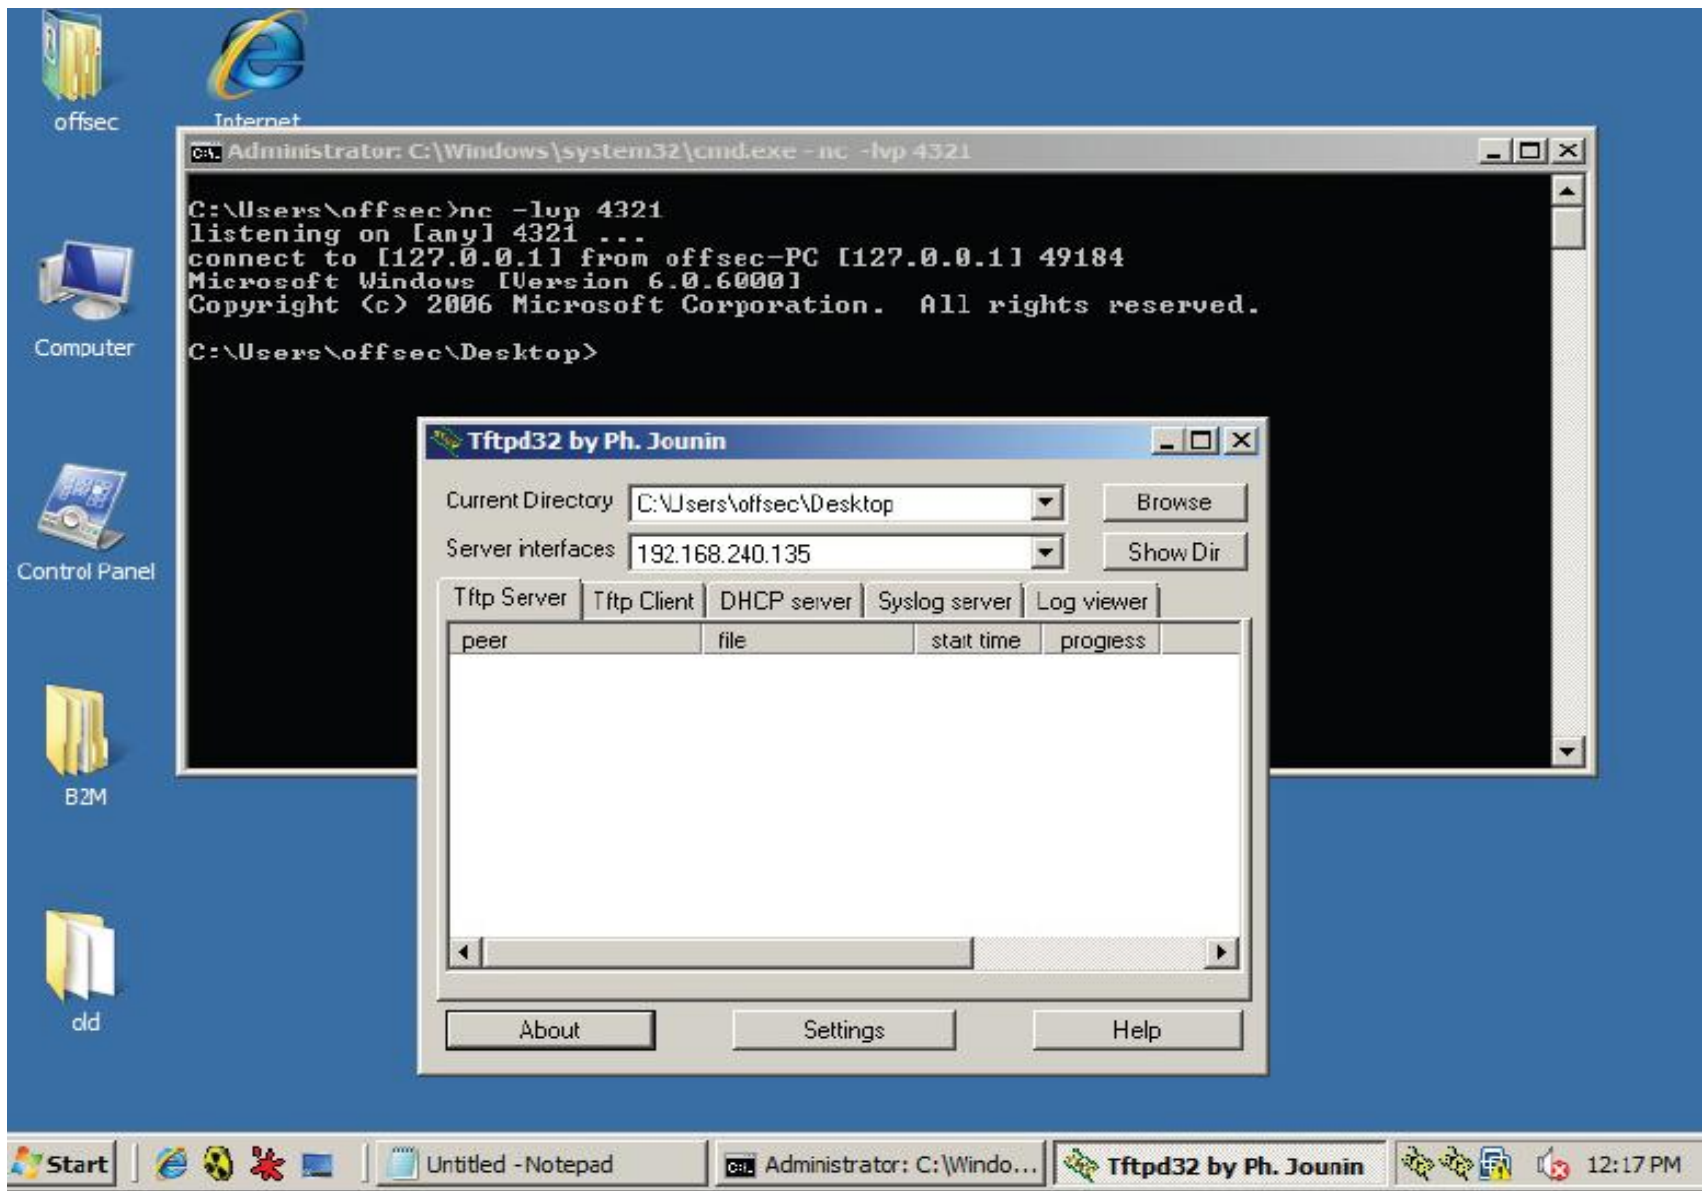 offsec
Internet
Administrator: C:\Windows\system32\cmd.exe - nc -lvp 4321
C:\Users\offsec>nc -lvp 4321
listening on [any] 4321 ...
connect to [127.0.0.1] from offsec-PC [127.0.0.1] 49184
Microsoft Windows [Version 6.0.6000]
Copyright (c) 2006 Microsoft Corporation.  All rights reserved.
C:\Users\offsec\Desktop>
Computer
Control Panel
B2M
old
Tftpd32 by Ph. Jounin
Current Directory C:\Users\offsec\Desktop Browse
Server interfaces 192.168.240.135 Show Dir
Tftp Server Tftp Client DHCP server Syslog server Log viewer
peer file start time progress
About Settings Help
Start Untitled - Notepad Administrator: C:\Windo... Tftpd32 by Ph. Jounin 12:17 PM